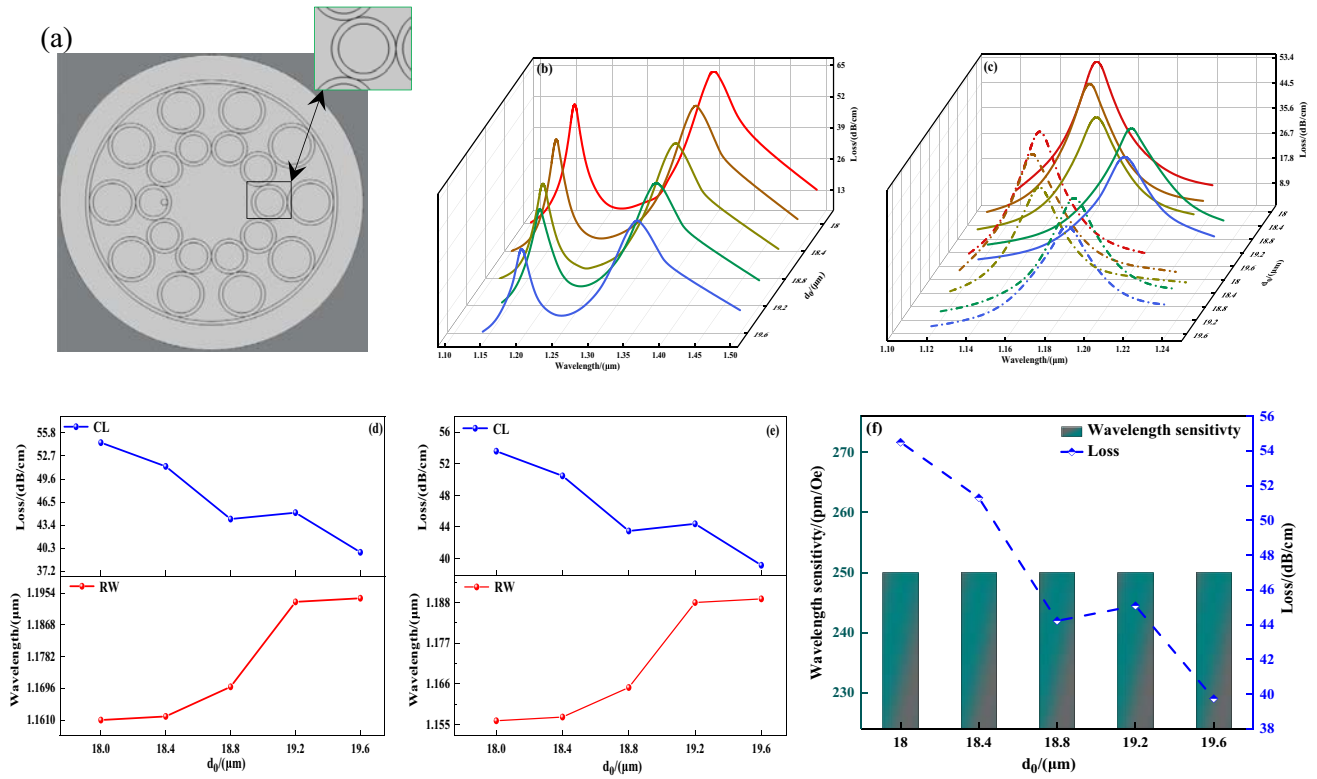 (a)
(b)
65
52
39
26
13
Loss/(dB/cm)
18
18.4
18.8
19.2
19.6
d0/(μm)
1.10 1.15 1.20 1.25 1.30 1.35 1.40 1.45 1.50
Wavelength/(μm)
(c)
53.4
44.5
35.6
26.7
17.8
8.9
Loss/(dB/cm)
18
18.4
18.8
19.2
19.6
18
18.4
18.8
19.2
19.6
d0/(μm)
1.10 1.12 1.14 1.16 1.18 1.20 1.22 1.24
Wavelength/(μm)
(d)
CL
55.8
52.7
49.6
46.5
43.4
40.3
37.2
Loss/(dB/cm)
RW
1.1954
1.1868
1.1782
1.1696
1.1610
Wavelength/(μm)
18.0 18.4 18.8 19.2 19.6
d0/(μm)
(e)
CL
56
52
48
44
40
Loss/(dB/cm)
RW
1.188
1.177
1.166
1.155
Wavelength/(μm)
18.0 18.4 18.8 19.2 19.6
d0/(μm)
(f)
Wavelength sensitivty
Loss
270
260
250
240
230
Wavelength sensitivty/(pm/Oe)
56
54
52
50
48
46
44
42
40
38
Loss/(dB/cm)
18 18.4 18.8 19.2 19.6
d0/(μm)